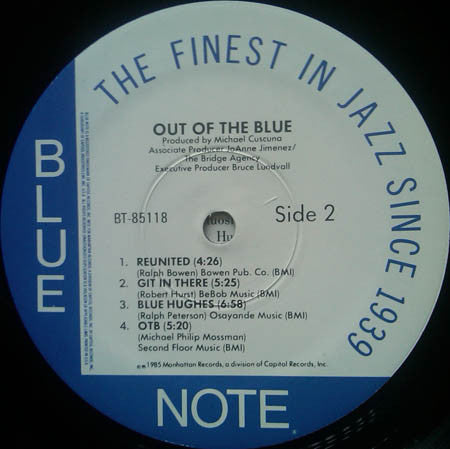 THE FINEST IN JAZZ SINCE 1939
OUT OF THE BLUE
Produced by Michael Cuscuna
Associate Producer JoAnne Jimenez/
The Bridge Agency
Executive Producer Bruce Lundvall
BT-85118
Side 2
1. REUNITED (4:26)
(Ralph Bowen) Bowen Pub. Co. (BMI)
2. GIT IN THERE (5:25)
(Robert Hurst) BeBob Music (BMI)
3. BLUE HUGHES (6:58)
(Ralph Peterson) Osayande Music (BMI)
4. OTB (5:20)
(Michael Philip Mossman)
Second Floor Music (BMI)
℗©1985 Manhattan Records, a division of Capitol Records, Inc.
BLUE
NOTE